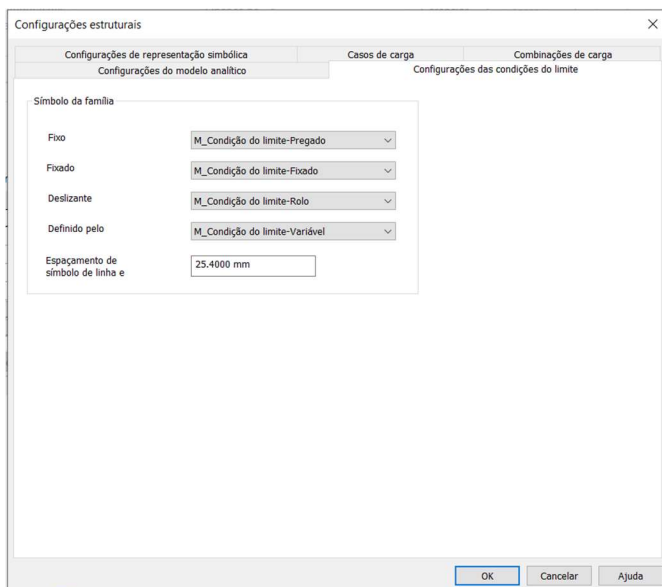 Configurações estruturais
Configurações de representação simbólica
Casos de carga
Combinações de carga
Configurações do modelo analítico
Configurações das condições do limite
Símbolo da família
Fixo
M_Condição do limite-Pregado
Fixado
M_Condição do limite-Fixado
Deslizante
M_Condição do limite-Rolo
Definido pelo
M_Condição do limite-Variável
Espaçamento de
símbolo de linha e
25.4000 mm
OK
Cancelar
Ajuda